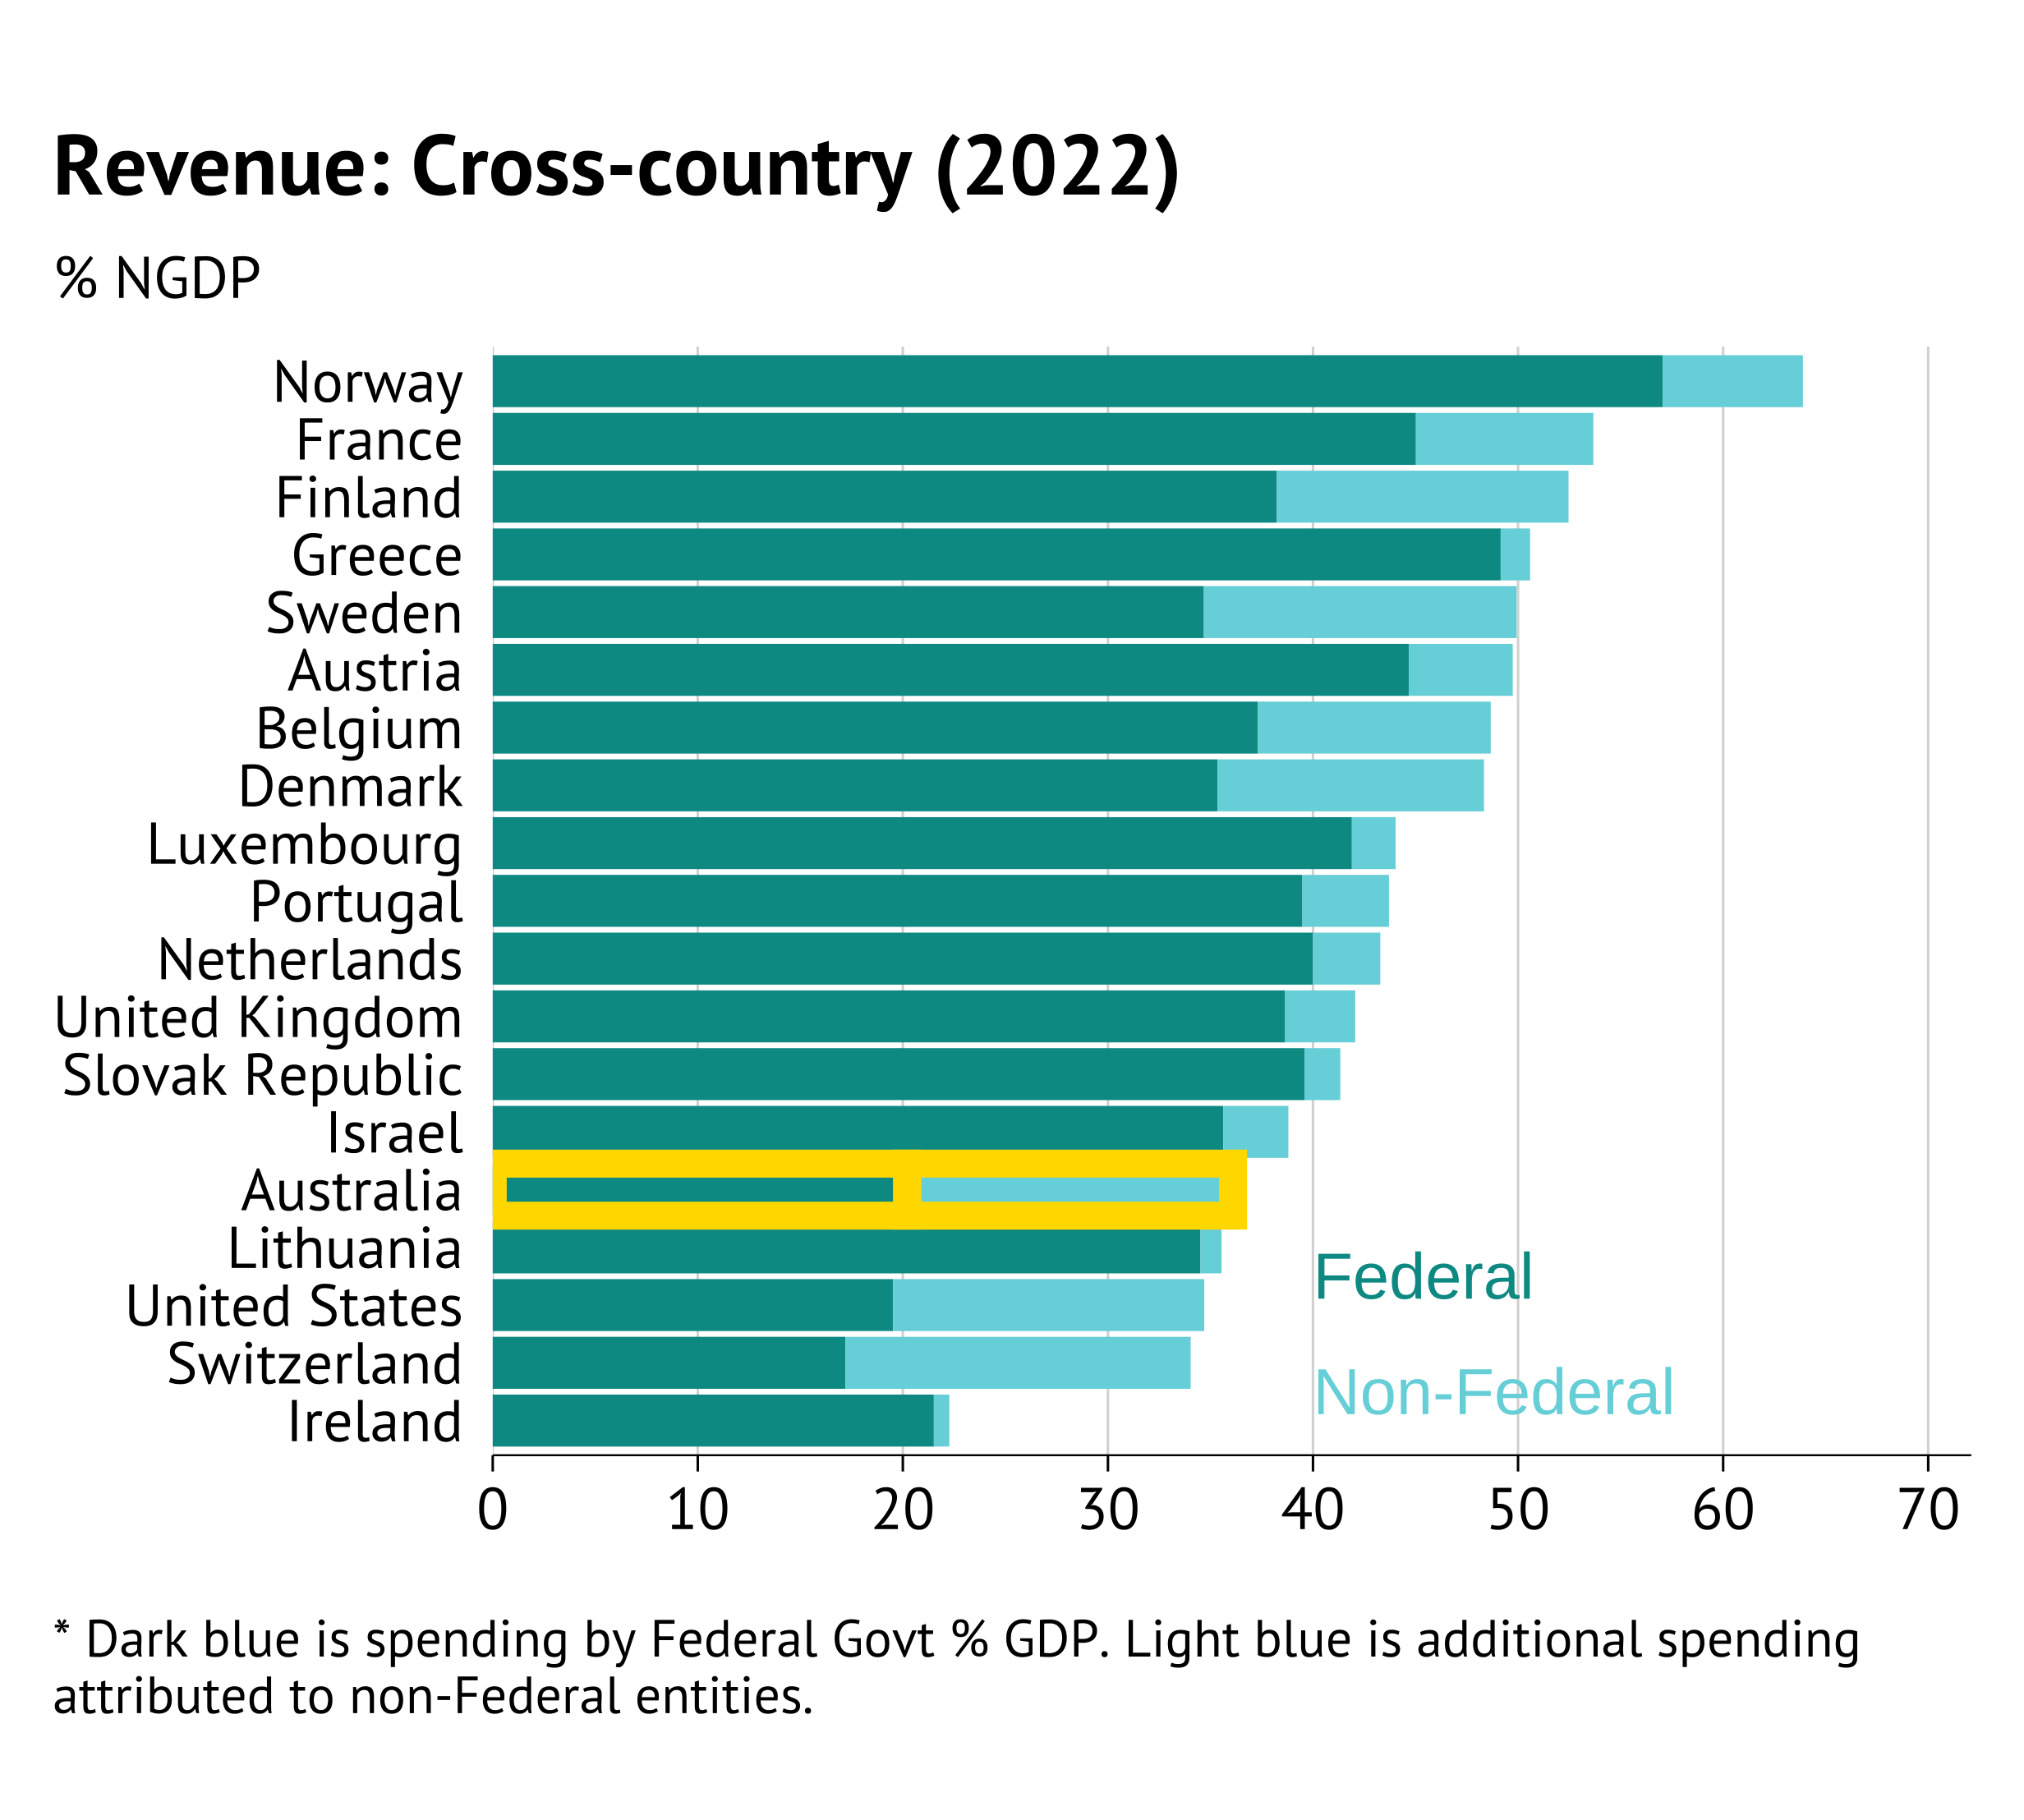 Revenue: Cross-country (2022)
% NGDP
Norway
France
Finland
Greece
Sweden
Austria
Belgium
Denmark
Luxembourg
Portugal
Netherlands
United Kingdom
Slovak Republic
Israel
Australia
Lithuania
United States
Switzerland
Ireland
Federal
Non-Federal
0 10 20 30 40 50 60 70
* Dark blue is spending by Federal Govt % GDP. Light blue is additional spending
attributed to non-Federal entities.